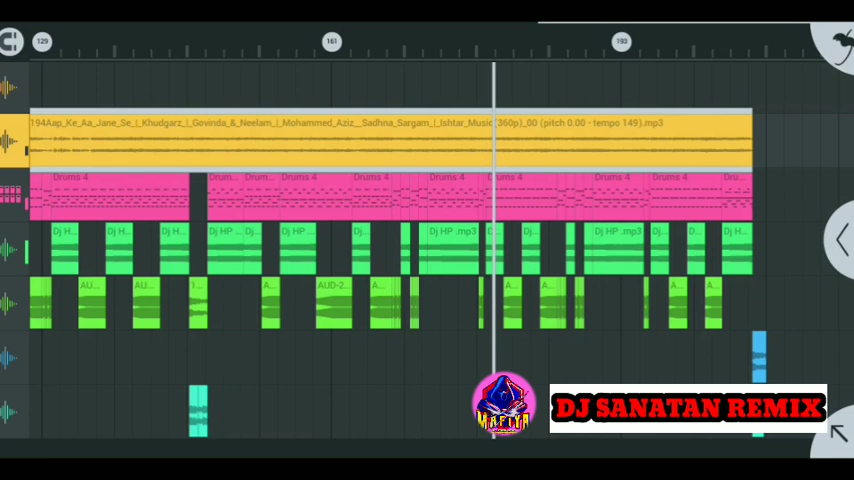 129 161 193
194Aap_Ke_Aa_Jane_Se_|_Khudgarz_|_Govinda_&_Neelam_|_Mohammed_Aziz__Sadhna_Sargam_|_Ishtar_Music(360p)_00 (pitch 0.00 - tempo 149).mp3
Drums 4 Drum... Drum... Drums 4 Drums 4 Drums 4 Drums 4 Drums 4 Drums 4 Dru...
Dj H... Dj H... Dj H... Dj HP ... Dj HP ... Dj... Dj HP .mp3 D... Dj... Dj HP .mp3 Dj... D... Dj H...
AU... AU... 1... A... AUD-2... A... A... A... A... A...
MAFIYA
DJ SANATAN REMIX